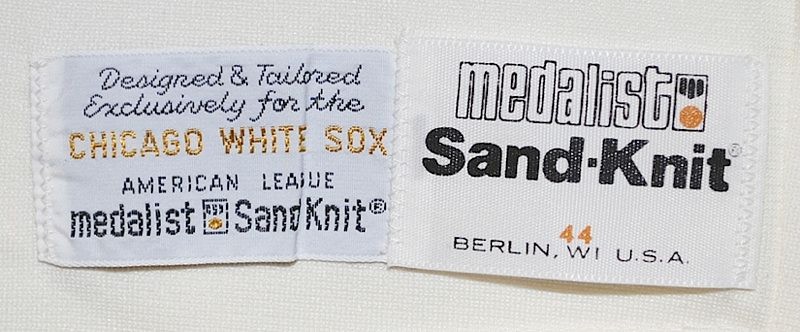 Designed & Tailored
Exclusively for the
CHICAGO WHITE SOX
AMERICAN LEAGUE
medalist Sand Knit®
medalist
Sand-Knit®
44
BERLIN, WI U.S.A.